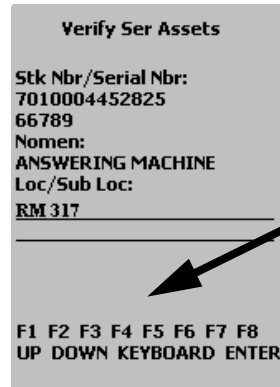 Verify Ser Assets
Stk Nbr/Serial Nbr:
7010004452825
66789
Nomen:
ANSWERING MACHINE
Loc/Sub Loc:
RM 317
F1 F2 F3 F4 F5 F6 F7 F8
UP DOWN KEYBOARD ENTER